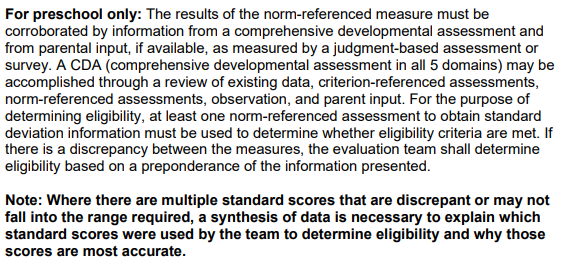 For preschool only: The results of the norm-referenced measure must be
corroborated by information from a comprehensive developmental assessment and
from parental input, if available, as measured by a judgment-based assessment or
survey. A CDA (comprehensive developmental assessment in all 5 domains) may be
accomplished through a review of existing data, criterion-referenced assessments,
norm-referenced assessments, observation, and parent input. For the purpose of
determining eligibility, at least one norm-referenced assessment to obtain standard
deviation information must be used to determine whether eligibility criteria are met. If
there is a discrepancy between the measures, the evaluation team shall determine
eligibility based on a preponderance of the information presented.
Note: Where there are multiple standard scores that are discrepant or may not
fall into the range required, a synthesis of data is necessary to explain which
standard scores were used by the team to determine eligibility and why those
scores are most accurate.